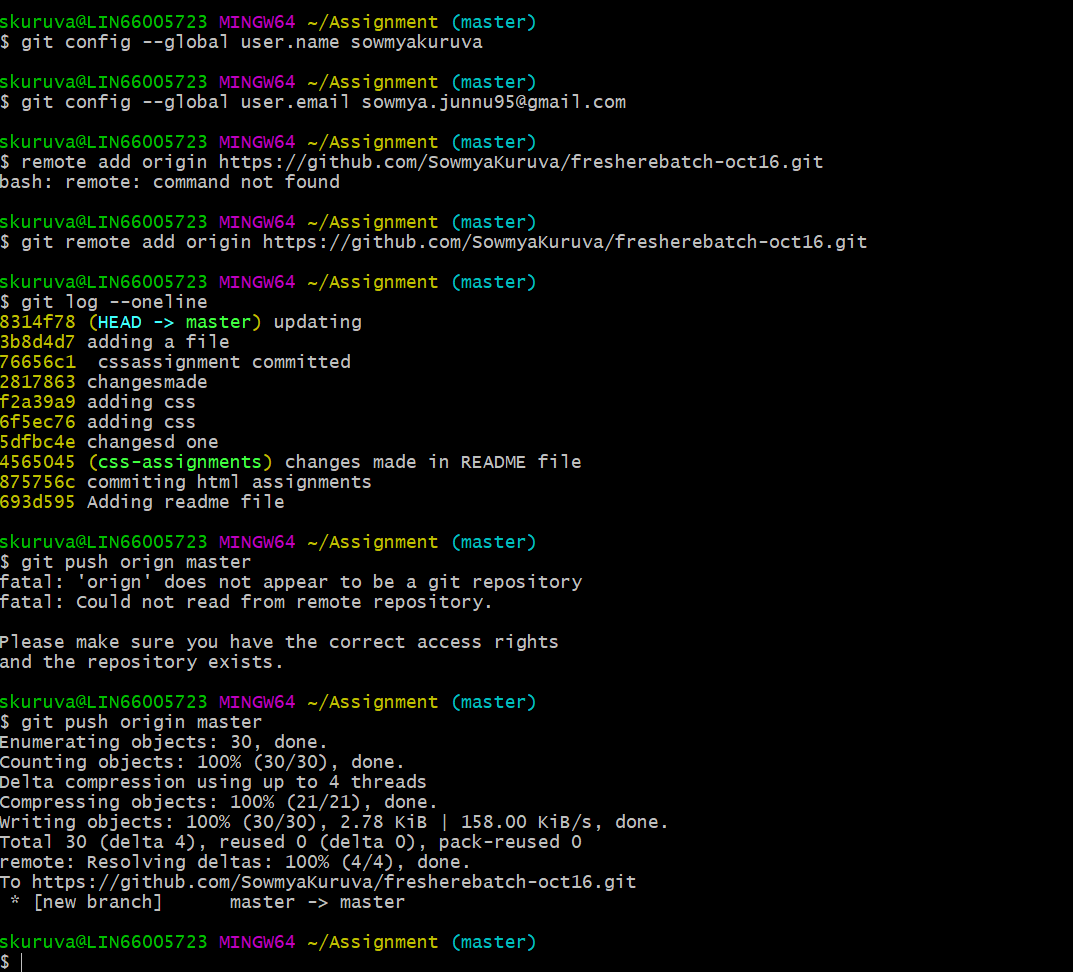 skuruva@LIN66005723 MINGW64 ~/Assignment (master)
$ git config --global user.name sowmyakuruva
skuruva@LIN66005723 MINGW64 ~/Assignment (master)
$ git config --global user.email sowmya.junnu95@gmail.com
skuruva@LIN66005723 MINGW64 ~/Assignment (master)
$ remote add origin https://github.com/SowmyaKuruva/fresherebatch-oct16.git
bash: remote: command not found
skuruva@LIN66005723 MINGW64 ~/Assignment (master)
$ git remote add origin https://github.com/SowmyaKuruva/fresherebatch-oct16.git
skuruva@LIN66005723 MINGW64 ~/Assignment (master)
$ git log --oneline
8314f78 (HEAD -> master) updating
3b8d4d7 adding a file
76656c1  cssassignment committed
2817863 changesmade
f2a39a9 adding css
6f5ec76 adding css
5dfbc4e changesd one
4565045 (css-assignments) changes made in README file
875756c commiting html assignments
693d595 Adding readme file
skuruva@LIN66005723 MINGW64 ~/Assignment (master)
$ git push orign master
fatal: 'orign' does not appear to be a git repository
fatal: Could not read from remote repository.
Please make sure you have the correct access rights
and the repository exists.
skuruva@LIN66005723 MINGW64 ~/Assignment (master)
$ git push origin master
Enumerating objects: 30, done.
Counting objects: 100% (30/30), done.
Delta compression using up to 4 threads
Compressing objects: 100% (21/21), done.
Writing objects: 100% (30/30), 2.78 KiB | 158.00 KiB/s, done.
Total 30 (delta 4), reused 0 (delta 0), pack-reused 0
remote: Resolving deltas: 100% (4/4), done.
To https://github.com/SowmyaKuruva/fresherebatch-oct16.git
 * [new branch]      master -> master
skuruva@LIN66005723 MINGW64 ~/Assignment (master)
$